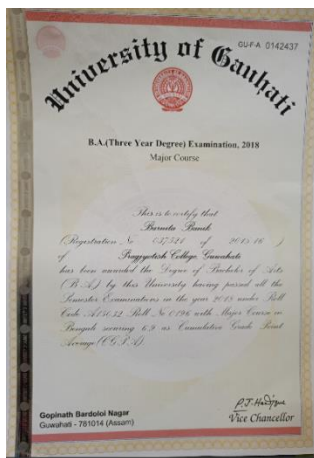 GU-F-A 0142437
University of Gauhati
B.A.(Three Year Degree) Examination, 2018
Major Course
This is to certify that
Barnita Banik
(Registration No 037521 of 2015-16 )
of Pragjyotish College, Guwahati
has been awarded the Degree of Bachelor of Arts
(B.A.) by this University having passed all the
Semester Examinations in the year 2018 under Roll
Code No 0196 with Major Course in
Bengali securing 6.9 as Cumulative Grade Point
Average (CGPA).
Gopinath Bardoloi Nagar
Guwahati - 781014 (Assam)
Vice Chancellor